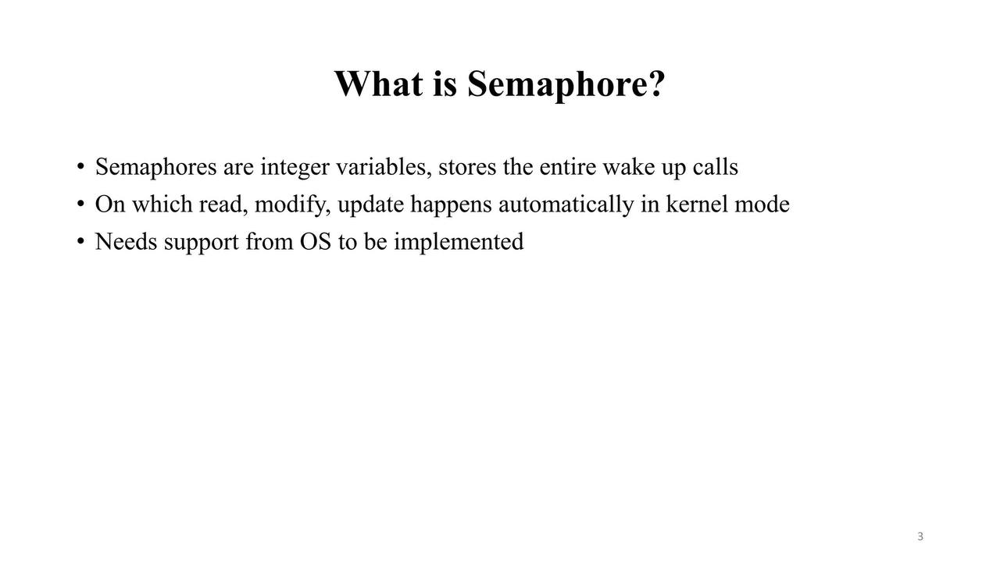 What is Semaphore?
• Semaphores are integer variables, stores the entire wake up calls
• On which read, modify, update happens automatically in kernel mode
• Needs support from OS to be implemented
3